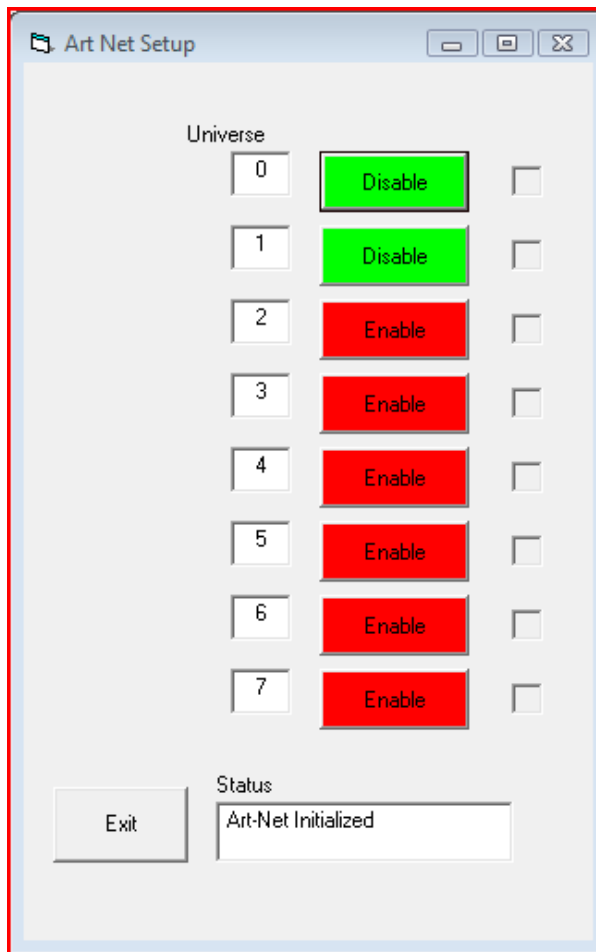 Art Net Setup
Universe
0 Disable
1 Disable
2 Enable
3 Enable
4 Enable
5 Enable
6 Enable
7 Enable
Status
Exit Art-Net Initialized